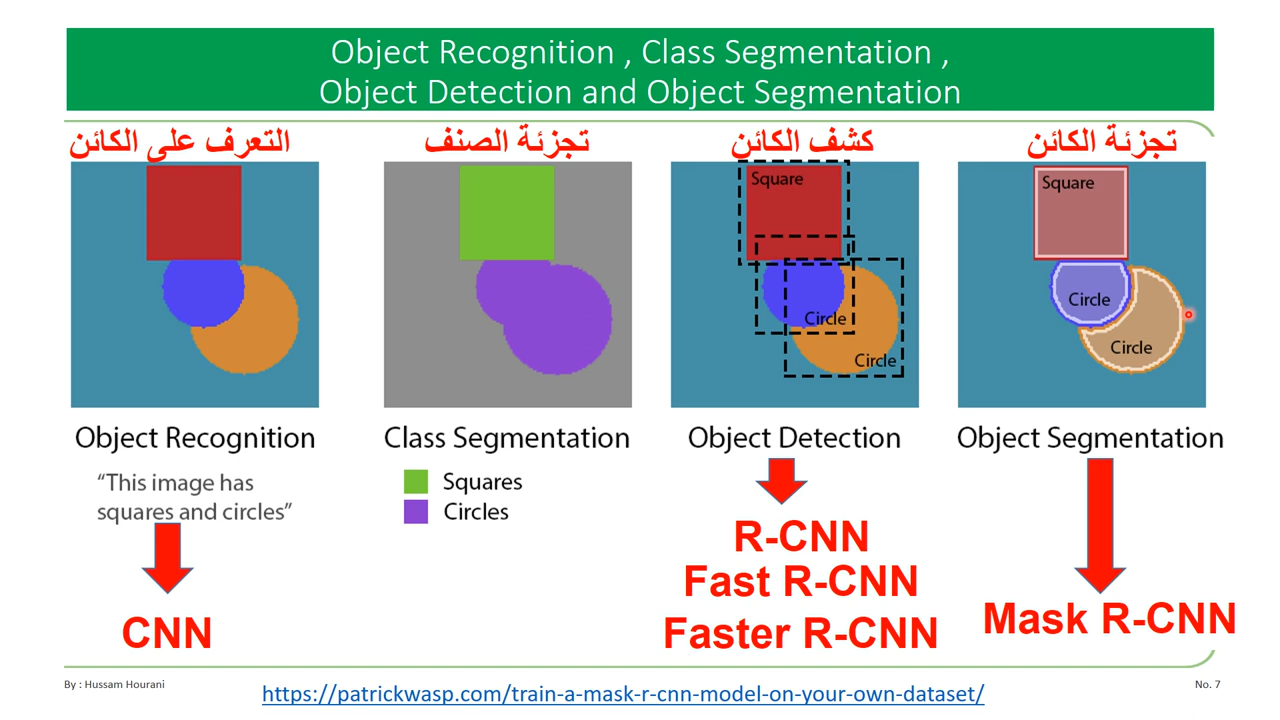 Object Recognition , Class Segmentation ,
Object Detection and Object Segmentation
التعرف على الكائن
تجزئة الصنف
كشف الكائن
تجزئة الكائن
Square
Circle
Circle
Square
Circle
Circle
Object Recognition
Class Segmentation
Object Detection
Object Segmentation
“This image has
squares and circles”
Squares
Circles
CNN
R-CNN
Fast R-CNN
Faster R-CNN
Mask R-CNN
By : Hussam Hourani
https://patrickwasp.com/train-a-mask-r-cnn-model-on-your-own-dataset/
No. 7